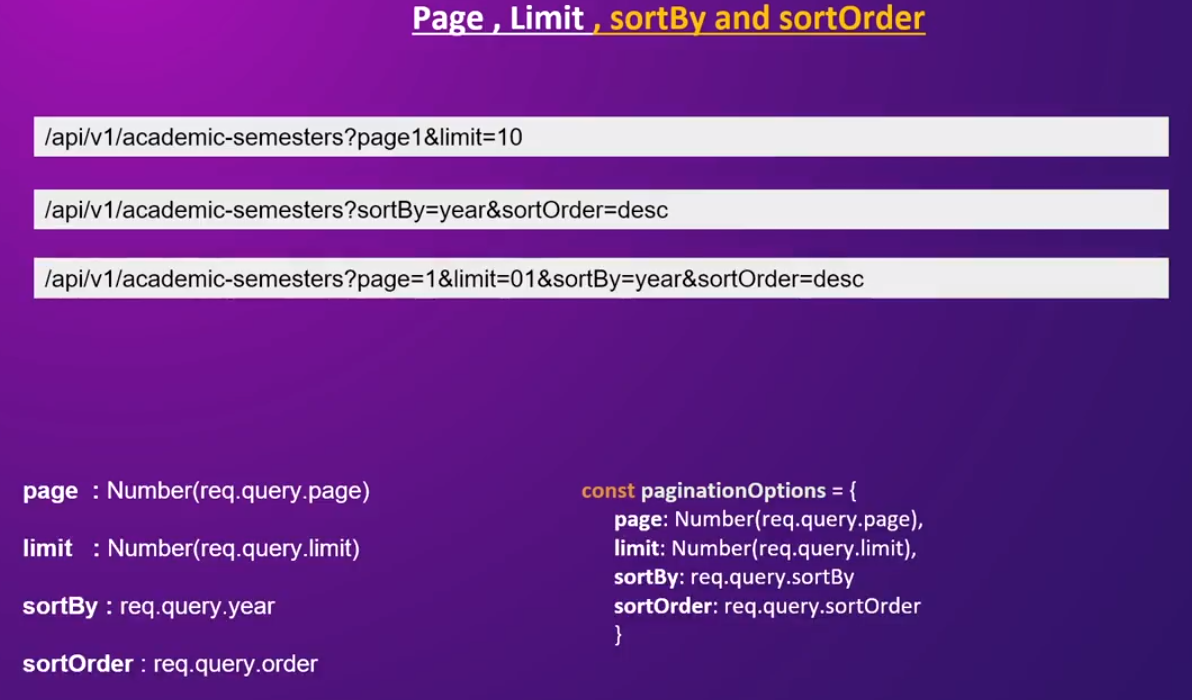 Page , Limit , sortBy and sortOrder
/api/v1/academic-semesters?page1&limit=10
/api/v1/academic-semesters?sortBy=year&sortOrder=desc
/api/v1/academic-semesters?page=1&limit=01&sortBy=year&sortOrder=desc
page : Number(req.query.page)
limit : Number(req.query.limit)
sortBy : req.query.year
sortOrder : req.query.order
const paginationOptions = {
page: Number(req.query.page),
limit: Number(req.query.limit),
sortBy: req.query.sortBy
sortOrder: req.query.sortOrder
}